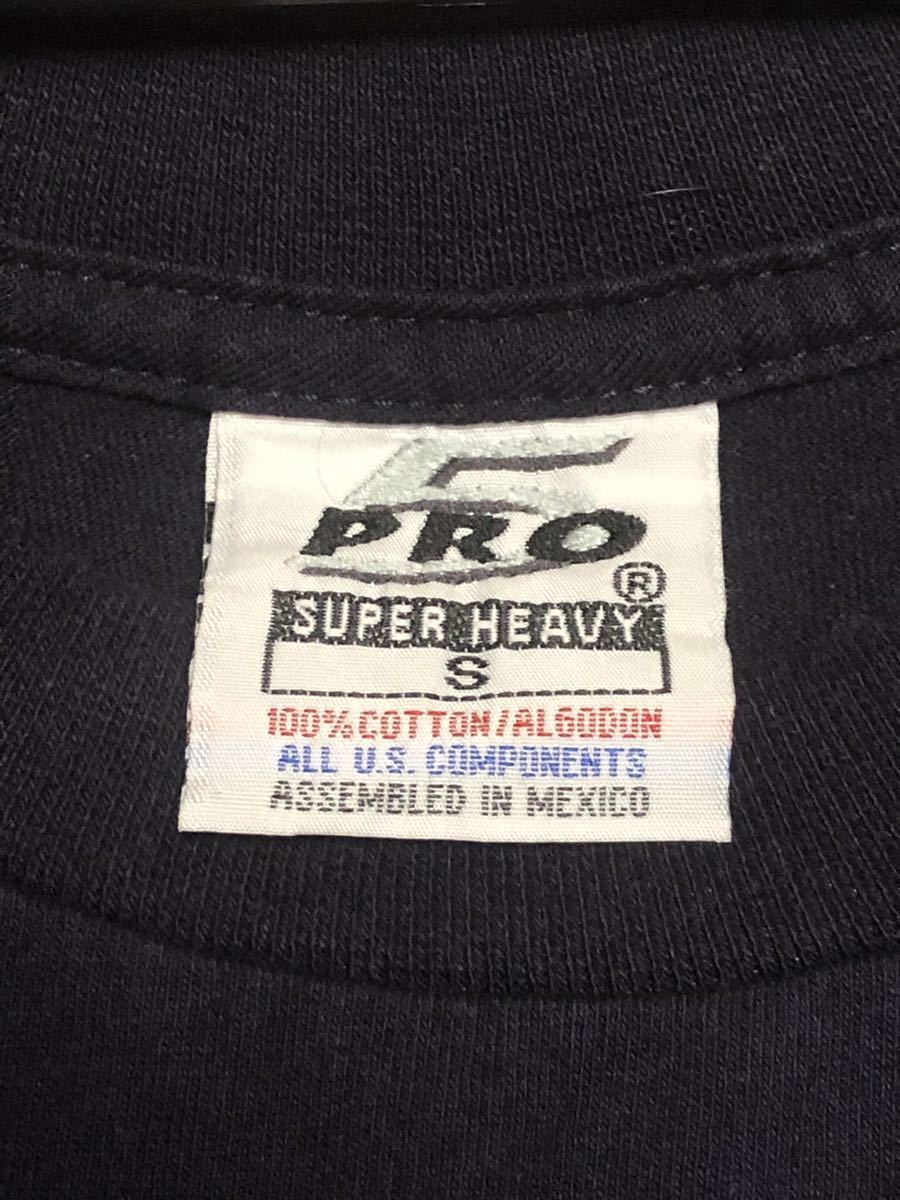 5
PRO
®
SUPER HEAVY
S
100% COTTON/ALGODON
ALL U.S. COMPONENTS
ASSEMBLED IN MEXICO